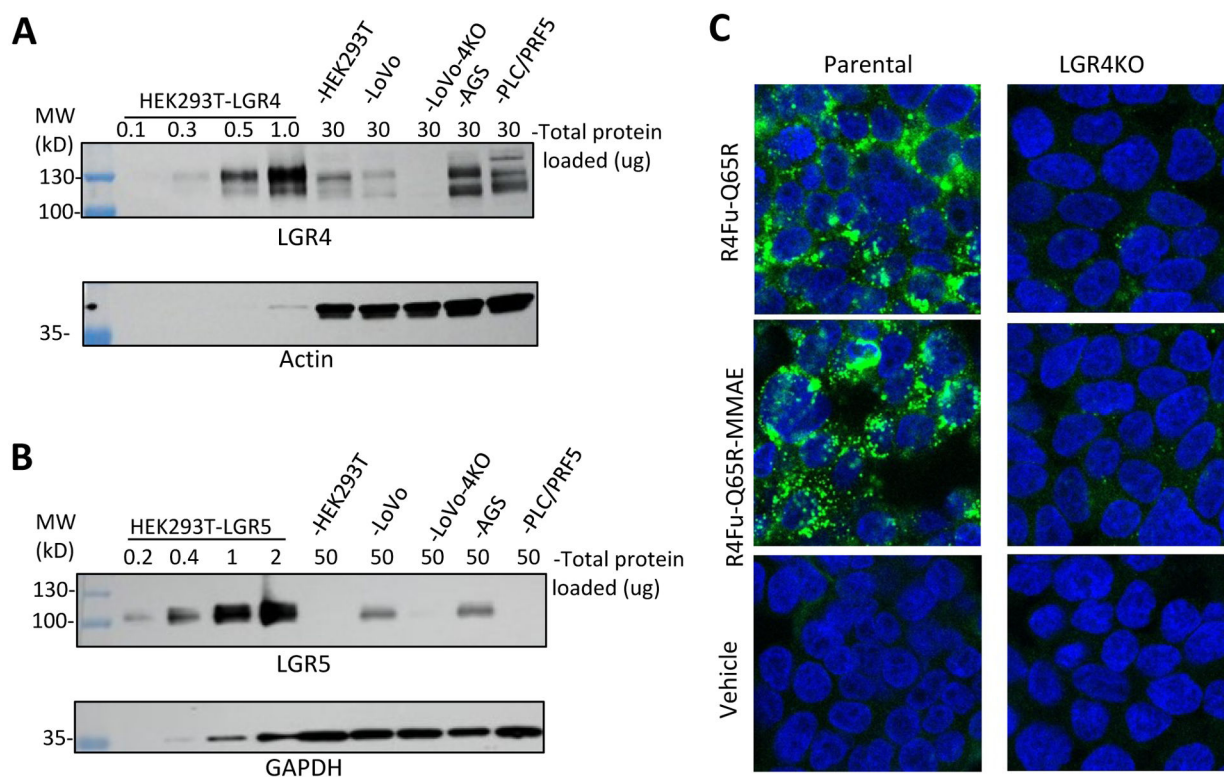 A
MW
(kD)
HEK293T-LGR4
-HEK293T
-LoVo
-LoVo-4KO
-AGS
-PLC/PRF5
0.1 0.3 0.5 1.0 30 30 30 30 30 -Total protein
loaded (ug)
130-
100-
LGR4
35-
Actin
B
MW
(kD)
HEK293T-LGR5
-HEK293T
-LoVo
-LoVo-4KO
-AGS
-PLC/PRF5
0.2 0.4 1 2 50 50 50 50 50 -Total protein
loaded (ug)
130-
100-
LGR5
35-
GAPDH
C
Parental LGR4KO
R4Fu-Q65R
R4Fu-Q65R-MMAE
Vehicle